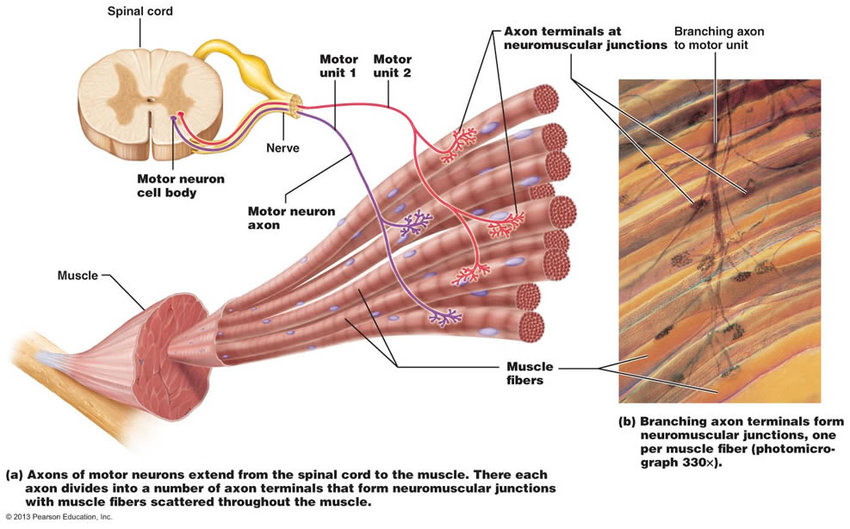 Spinal cord
Motor
unit 1
Motor
unit 2
Nerve
Motor neuron
cell body
Motor neuron
axon
Muscle
Axon terminals at
neuromuscular junctions
Branching axon
to motor unit
Muscle
fibers
(a) Axons of motor neurons extend from the spinal cord to the muscle. There each
axon divides into a number of axon terminals that form neuromuscular junctions
with muscle fibers scattered throughout the muscle.
(b) Branching axon terminals form
neuromuscular junctions, one
per muscle fiber (photomicro-
graph 330×).
© 2013 Pearson Education, Inc.